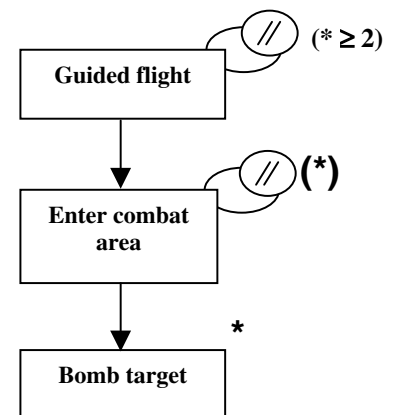 // (* ≥ 2)
Guided flight
// (*)
Enter combat
area
*
Bomb target